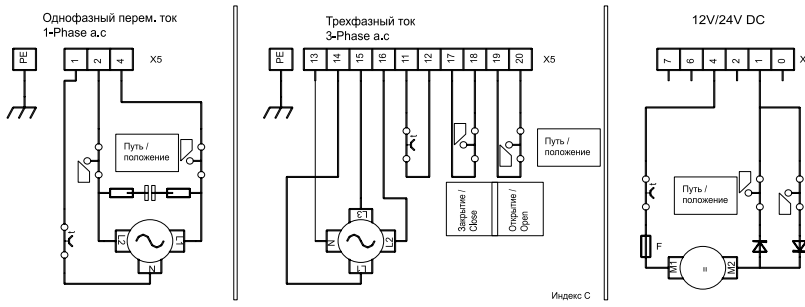 Однофазный перем. ток
1-Phase a.c
PE
1
2
4
X5
Путь /
положение
t
L2
L1
N
Трехфазный ток
3-Phase a.c
PE
13
14
15
16
11
12
17
18
19
20
X5
t
Путь /
положение
Закрытие /
Close
Открытие /
Open
L3
N
L2
L1
Индекс С
12V/24V DC
7
6
4
2
1
0
X
t
Путь /
положение
F
M1
=
M2